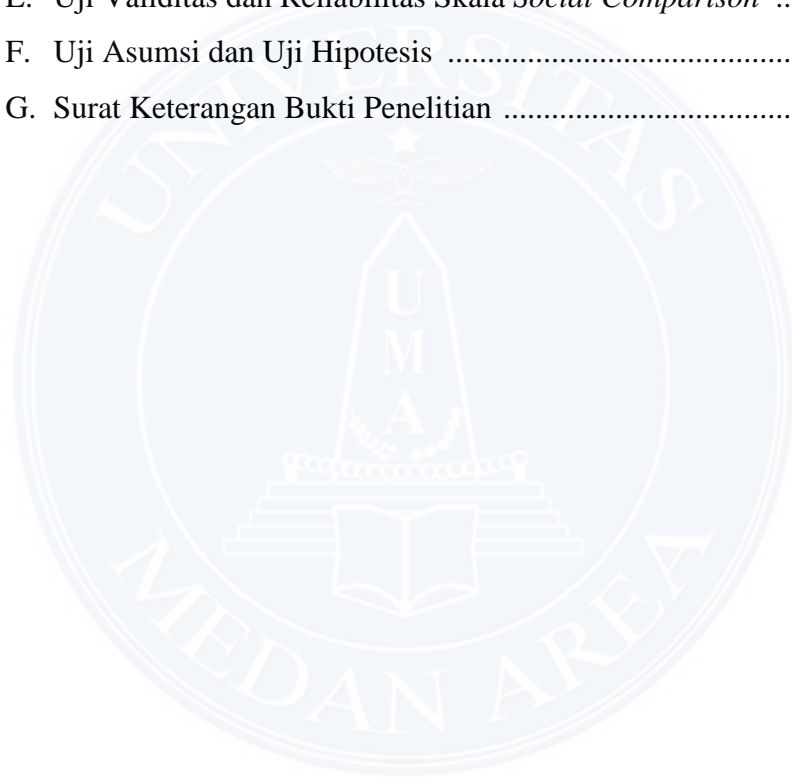 E. Uji Validitas dan Reliabilitas Skala Social Comparison ..
F. Uji Asumsi dan Uji Hipotesis ......................................
G. Surat Keterangan Bukti Penelitian ................................
UNIVERSITAS
U
M
A
MEDAN AREA